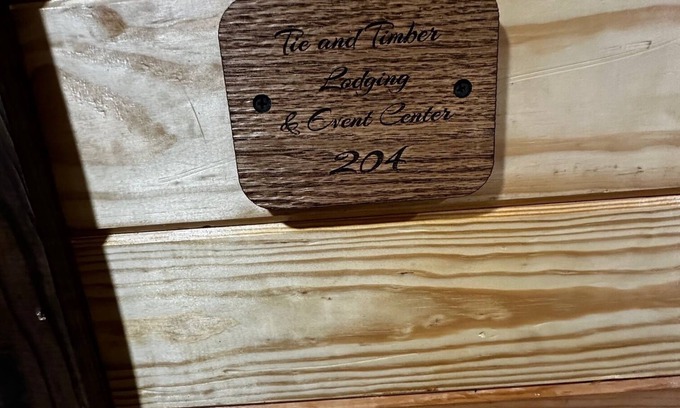 Tie and Timber
Lodging
& Event Center
204